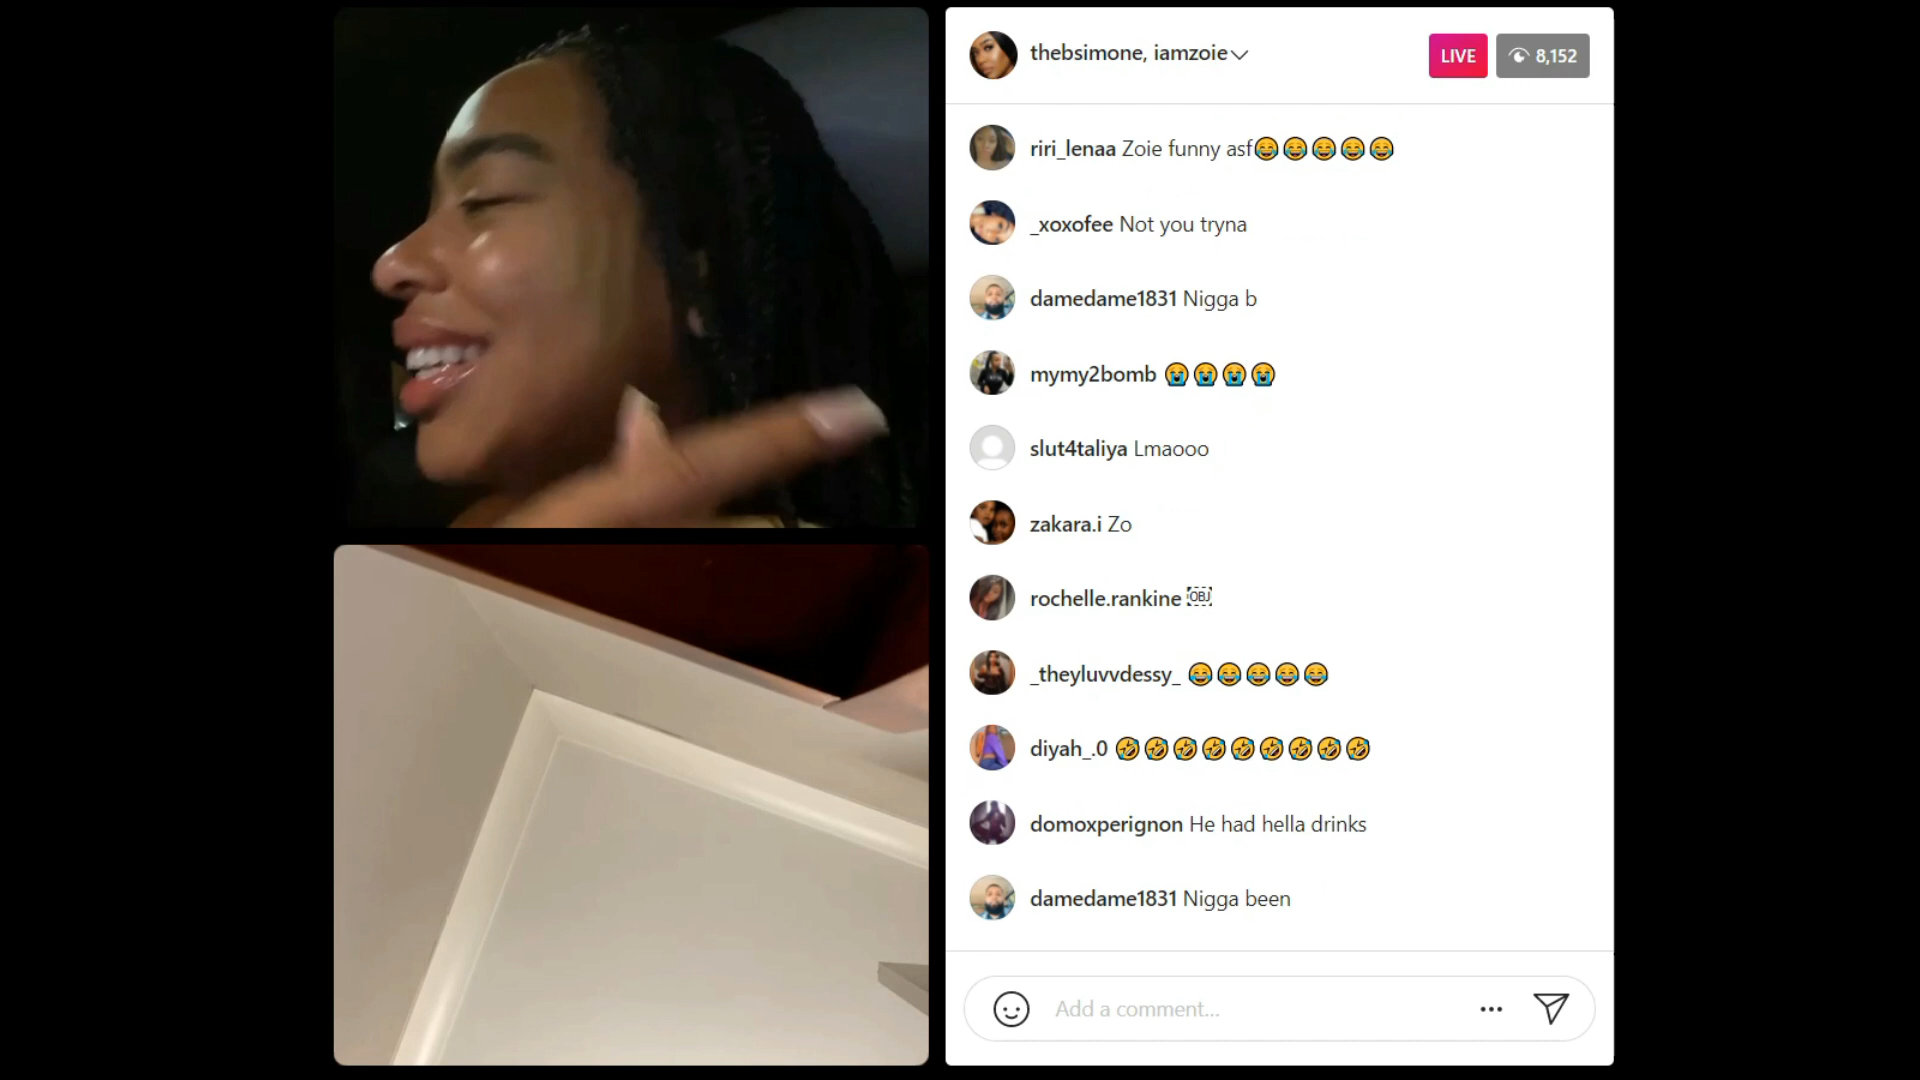 thebsimone, iamzoie
LIVE
8,152
riri_lenaa Zoie funny asf😂😂😂😂😂
_xoxofee Not you tryna
damedame1831 Nigga b
mymy2bomb 😭😭😭😭
slut4taliya Lmaooo
zakara.i Zo
rochelle.rankine OBJ
_theyluvvdessy_ 😂😂😂😂😂
diyah_.0 🤣🤣🤣🤣🤣🤣🤣🤣🤣
domoxperignon He had hella drinks
damedame1831 Nigga been
Add a comment...